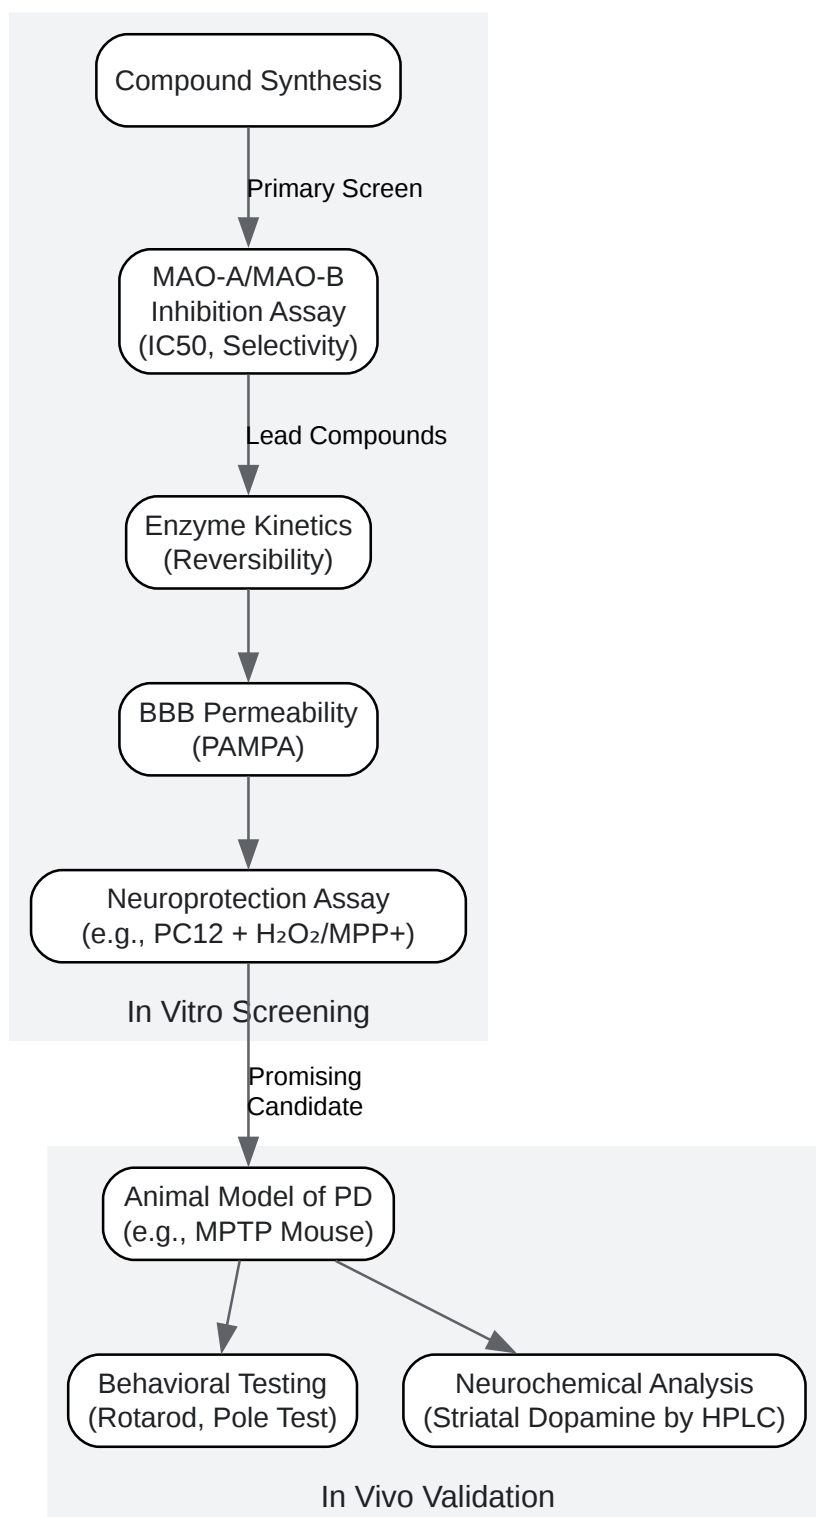 Compound Synthesis
Primary Screen
MAO-A/MAO-B
Inhibition Assay
(IC50, Selectivity)
Lead Compounds
Enzyme Kinetics
(Reversibility)
BBB Permeability
(PAMPA)
Neuroprotection Assay
(e.g., PC12 + H₂O₂/MPP+)
In Vitro Screening
Promising
Candidate
Animal Model of PD
(e.g., MPTP Mouse)
Behavioral Testing
(Rotarod, Pole Test)
Neurochemical Analysis
(Striatal Dopamine by HPLC)
In Vivo Validation